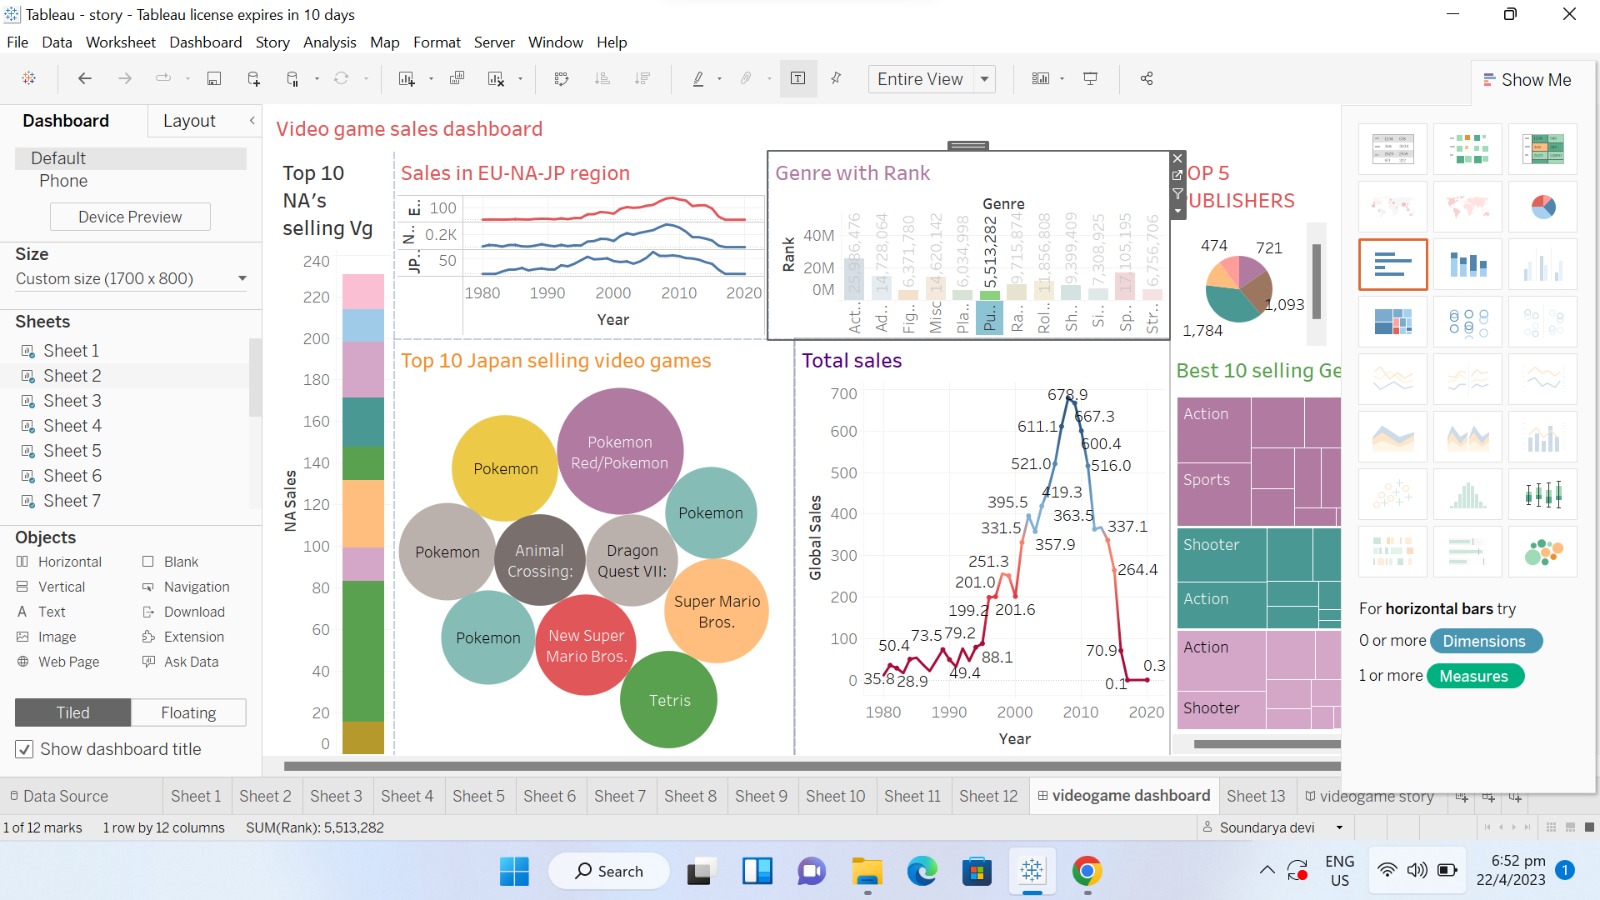 Tableau - story - Tableau license expires in 10 days
File Data Worksheet Dashboard Story Analysis Map Format Server Window Help
Entire View
Show Me
Dashboard Layout
Default
Phone
Device Preview
Size
Custom size (1700 x 800)
Sheets
Sheet 1
Sheet 2
Sheet 3
Sheet 4
Sheet 5
Sheet 6
Sheet 7
Objects
Horizontal Blank
Vertical Navigation
Text Download
Image Extension
Web Page Ask Data
Tiled Floating
Show dashboard title
Video game sales dashboard
Top 10
NA's
selling Vg
240
220
200
180
160
140
120
100
80
60
40
20
0
NA Sales
Sales in EU-NA-JP region
E.. 100
N.. 0.2K
JP.. 50
1980 1990 2000 2010 2020
Year
Genre with Rank
Genre
Rank
40M
20M
0M
14,728,064
6,371,780
14,620,142
6,034,998
5,513,282
9,715,874
11,856,808
9,399,409
7,308,925
17,105,195
6,756,706
Act.. Ad.. Fig.. Misc Pla.. Pu.. Ra.. Rol.. Sh.. Si.. Sp.. Str..
OP 5
UBLISHERS
474 721
1,093
1,784
Top 10 Japan selling video games
Pokemon
Pokemon
Red/Pokemon
Pokemon
Pokemon
Animal
Crossing:
Dragon
Quest VII:
Super Mario
Bros.
Pokemon
New Super
Mario Bros.
Tetris
Total sales
Global Sales
700
600
500
400
300
200
100
0
678.9
667.3
611.1
600.4
521.0
516.0
419.3
395.5
363.5
331.5
337.1
357.9
251.3
264.4
201.0
199.2
201.6
50.4
73.5
79.2
88.1
70.9
49.4
35.8
28.9
0.1
0.3
1980 1990 2000 2010 2020
Year
Best 10 selling Ge
Action
Sports
Shooter
Action
Action
Shooter
For horizontal bars try
0 or more Dimensions
1 or more Measures
Data Source Sheet 1 Sheet 2 Sheet 3 Sheet 4 Sheet 5 Sheet 6 Sheet 7 Sheet 8 Sheet 9 Sheet 10 Sheet 11 Sheet 12 videogame dashboard Sheet 13 videogame story
1 of 12 marks 1 row by 12 columns SUM(Rank): 5,513,282
Soundarya devi
Search
ENG
US
6:52 pm
22/4/2023
1